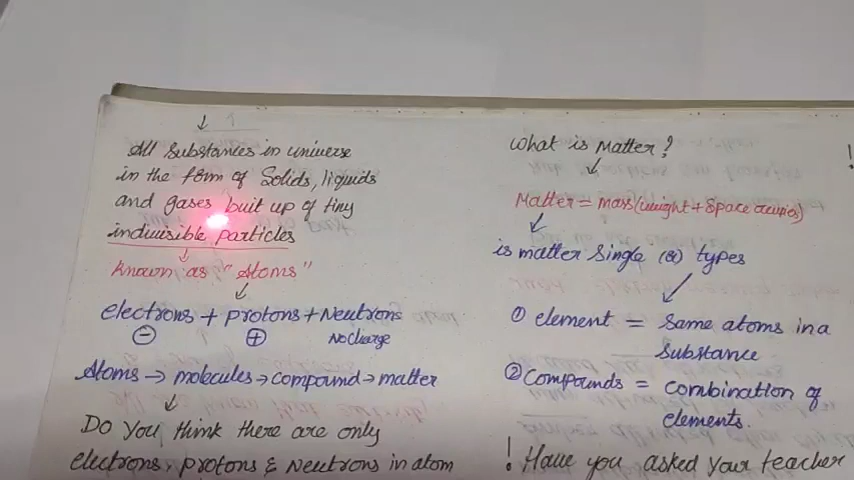 All Substances in universe
in the form of Solids, liquids
and gases buit up of tiny
indivisible particles
known as "Atoms"
electrons + protons + Neutrons
- + No charge
Atoms → molecules → compound → matter
Do you think there are only
electrons, protons & Neutrons in atom
What is Matter?
Matter = mass (weight + Space occupies)
is matter single (or) types
① element = Same atoms in a
Substance
② Compounds = combination of
elements.
! Have you asked your teacher
!